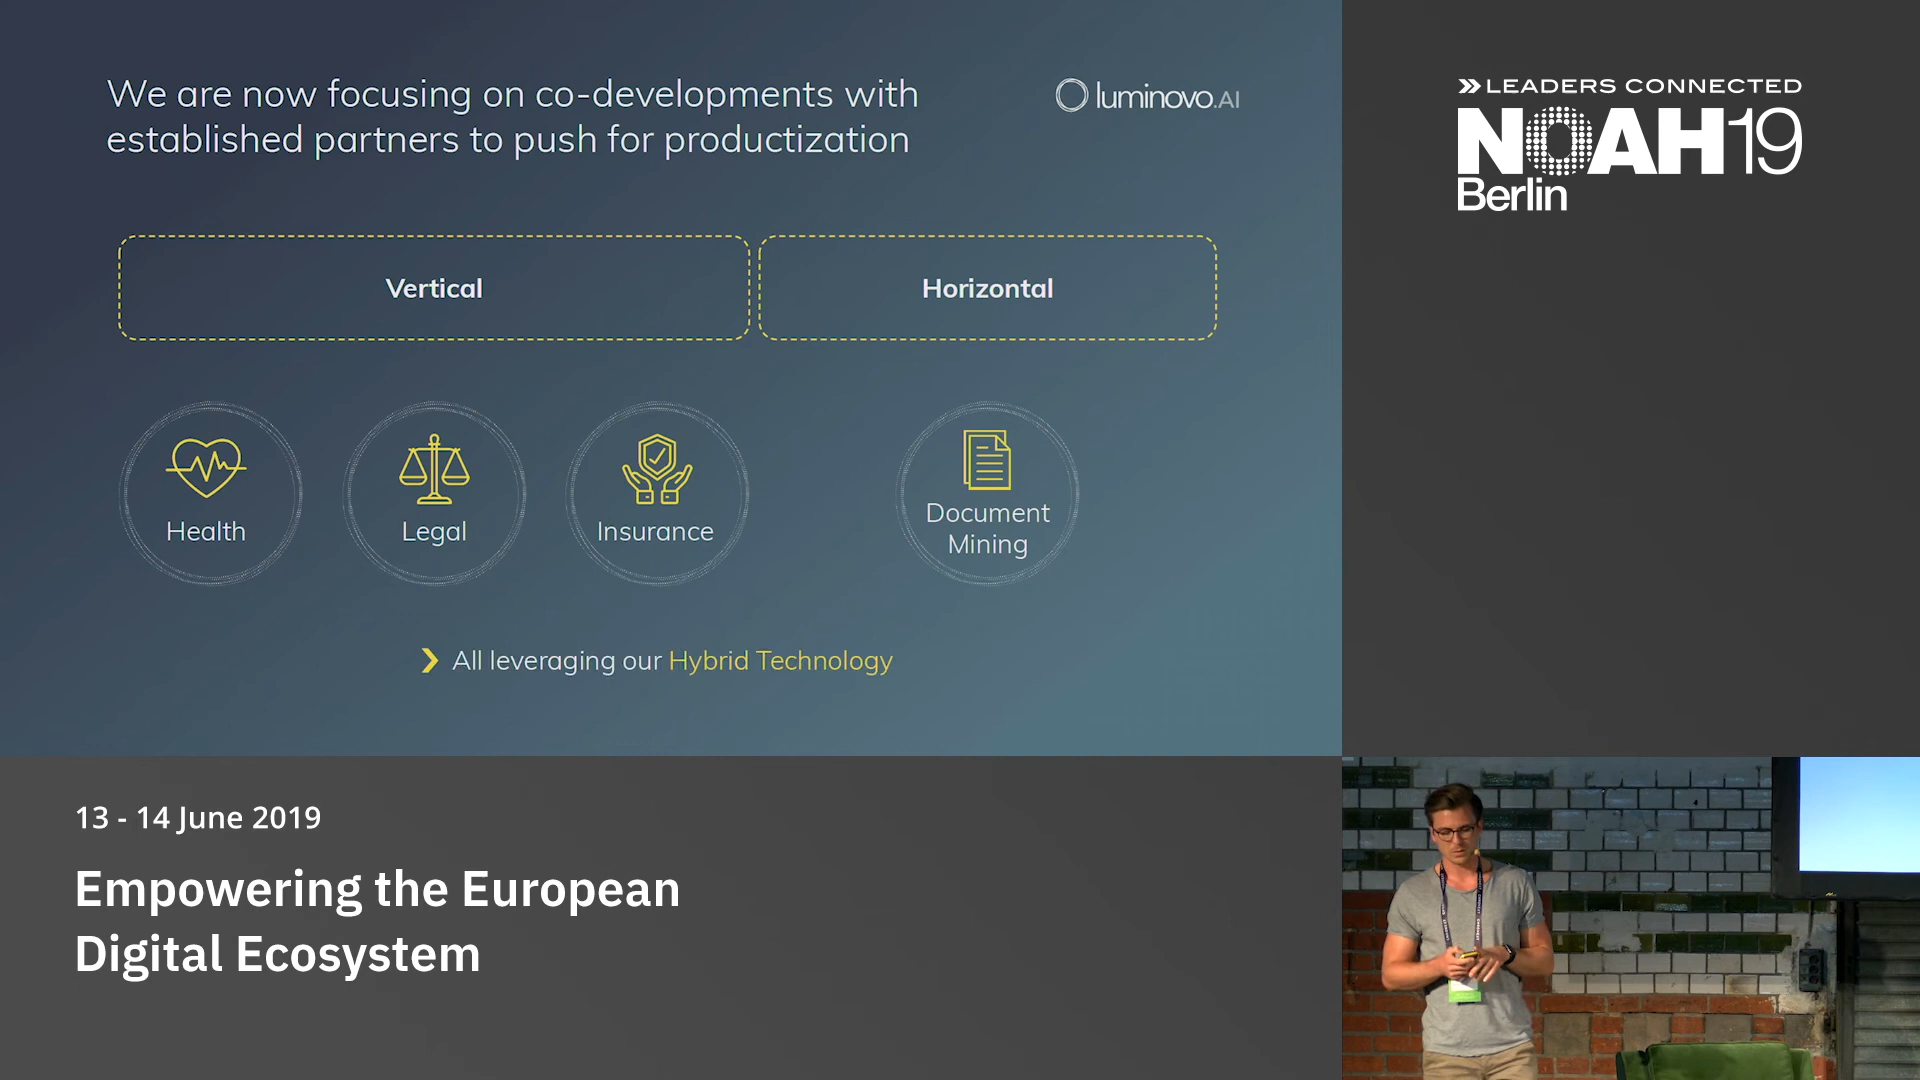 We are now focusing on co-developments with
established partners to push for productization
luminovo.AI
Vertical
Horizontal
Health
Legal
Insurance
Document
Mining
All leveraging our Hybrid Technology
LEADERS CONNECTED
NOAH19
Berlin
13 - 14 June 2019
Empowering the European
Digital Ecosystem